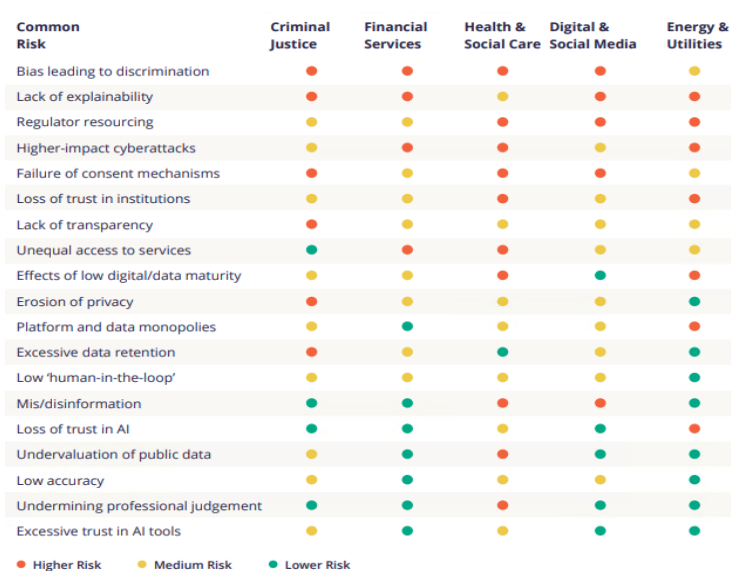 Common Risk
Criminal Justice
Financial Services
Health & Social Care
Digital & Social Media
Energy & Utilities
Bias leading to discrimination
Lack of explainability
Regulator resourcing
Higher-impact cyberattacks
Failure of consent mechanisms
Loss of trust in institutions
Lack of transparency
Unequal access to services
Effects of low digital/data maturity
Erosion of privacy
Platform and data monopolies
Excessive data retention
Low ‘human-in-the-loop’
Mis/disinformation
Loss of trust in AI
Undervaluation of public data
Low accuracy
Undermining professional judgement
Excessive trust in AI tools
Higher Risk
Medium Risk
Lower Risk